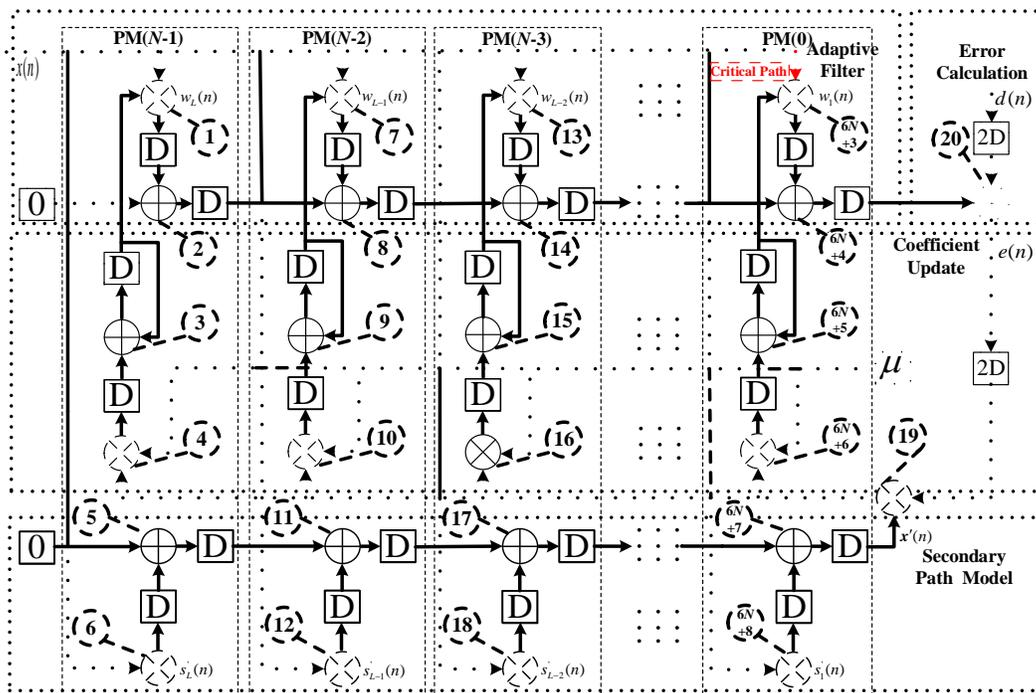 PM(N-1) PM(N-2) PM(N-3) PM(0)
Adaptive
Filter
Error
Calculation
x(n)
Critical Path
w_L(n) w_{L-1}(n) w_{L-2}(n) w_1(n)
d(n)
1 7 13 6N+3 20
D D D D 2D
0 D D D D
2 8 14 6N+4
Coefficient
Update
e(n)
D D D D
3 9 15 6N+5
μ
2D
D D D D
4 10 16 6N+6 19
5 11 17 6N+7
0 D D D D
x'(n)
Secondary
Path Model
D D D D
6 12 18 6N+8
s'_L(n) s'_{L-1}(n) s'_{L-2}(n) s'_1(n)